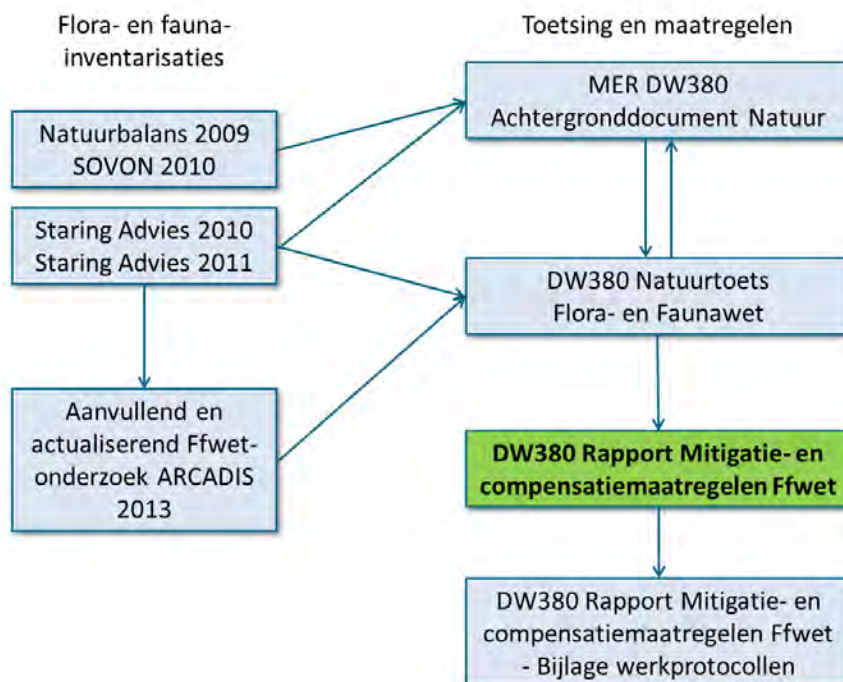 Flora- en fauna-
inventarisaties
Natuurbalans 2009
SOVON 2010
Staring Advies 2010
Staring Advies 2011
Aanvullend en
actualiserend Ffwet-
onderzoek ARCADIS
2013
Toetsing en maatregelen
MER DW380
Achtergronddocument Natuur
DW380 Natuurtoets
Flora- en Faunawet
DW380 Rapport Mitigatie- en
compensatiemaatregelen Ffwet
DW380 Rapport Mitigatie- en
compensatiemaatregelen Ffwet
- Bijlage werkprotocollen